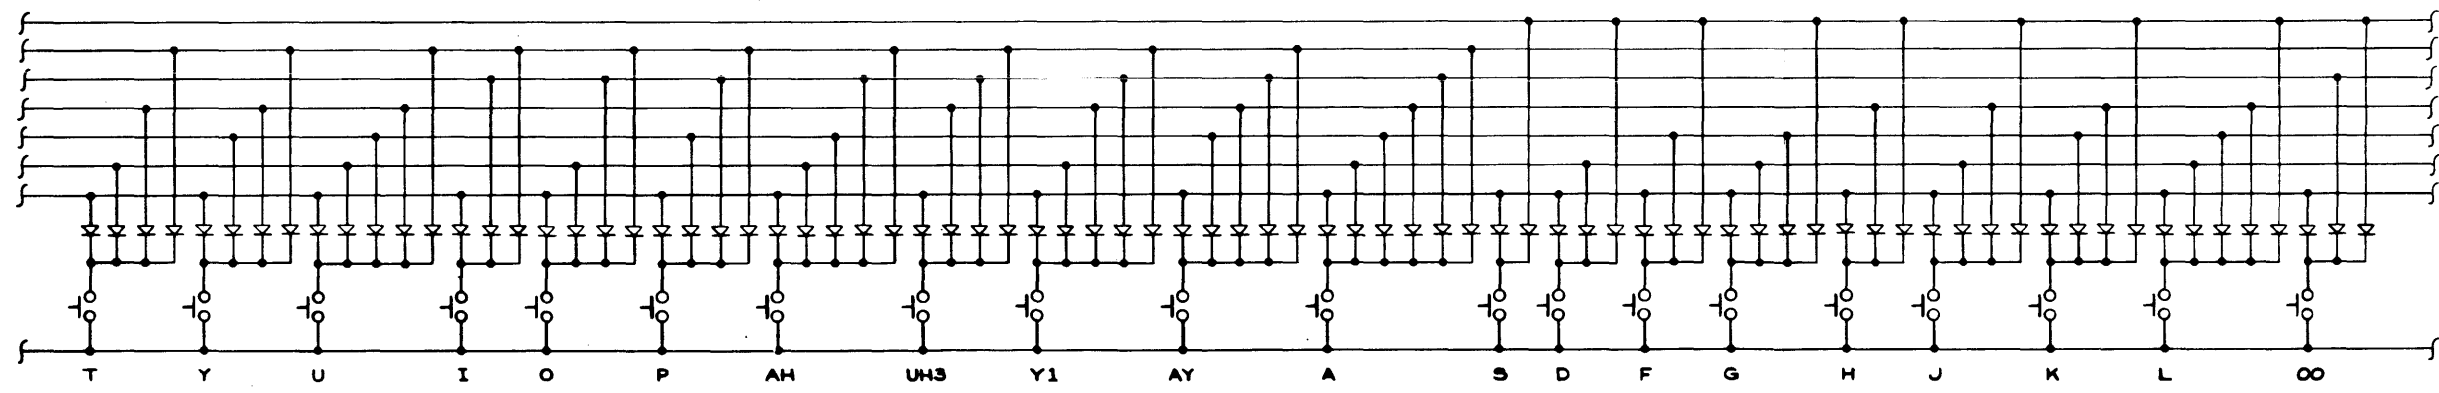 T Y U I O P AH UH3 Y1 AY A S D F G H J K L OO